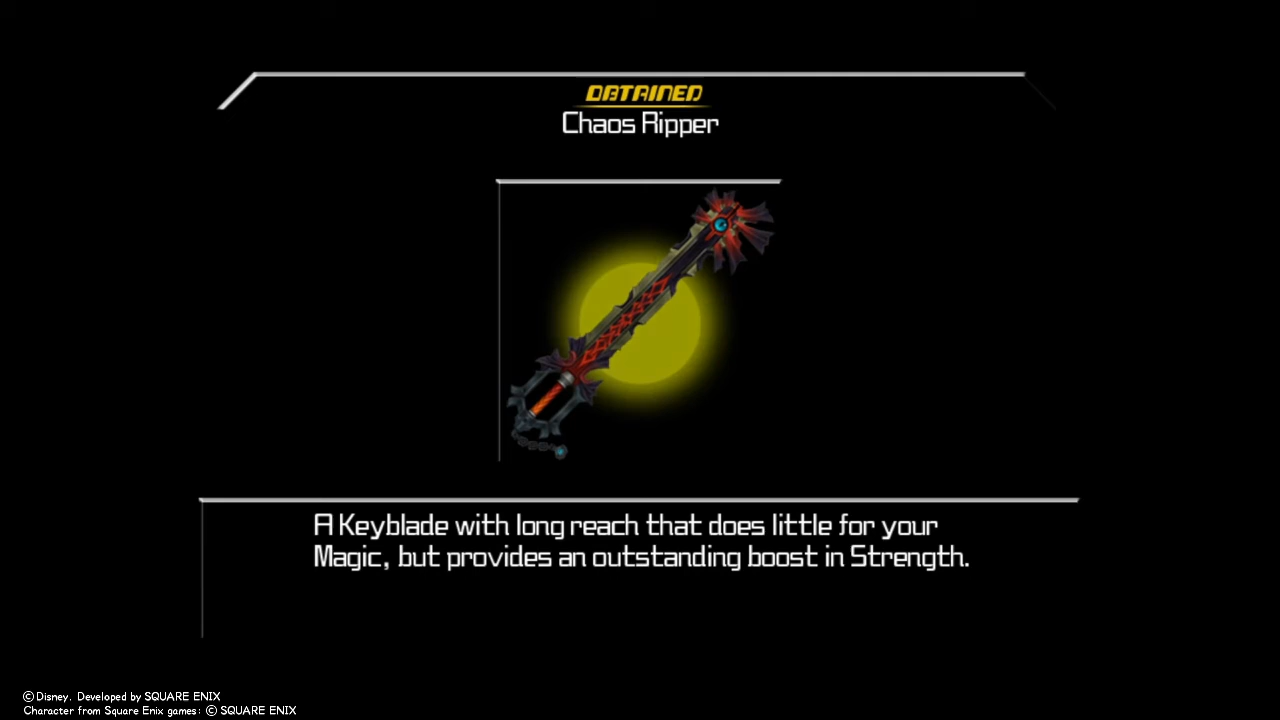 OBTAINED
Chaos Ripper
A Keyblade with long reach that does little for your
Magic, but provides an outstanding boost in Strength.
©Disney. Developed by SQUARE ENIX
Character from Square Enix games: © SQUARE ENIX